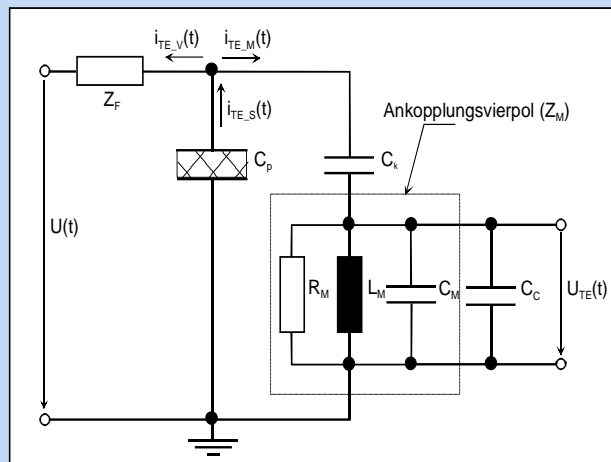 i_TE_V(t) i_TE_M(t)
Z_F
i_TE_S(t)
Ankopplungsvierpol (Z_M)
C_p
C_k
U(t)
R_M L_M C_M C_C U_TE(t)